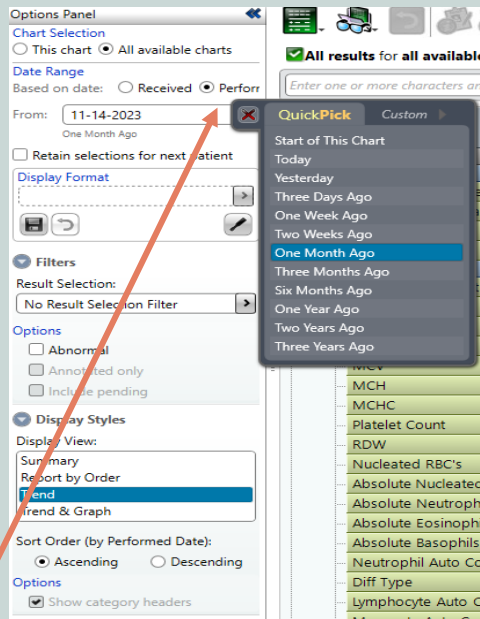 Options Panel
Chart Selection
This chart All available charts
Date Range
Based on date: Received Perforr
From: 11-14-2023
One Month Ago
Retain selections for next patient
Display Format
Filters
Result Selection:
No Result Selection Filter
Options
Abnormal
Annotated only
Include pending
Display Styles
Display View:
Summary
Report by Order
Trend
Trend & Graph
Sort Order (by Performed Date):
Ascending Descending
Options
Show category headers
All results for all available
Enter one or more characters an
QuickPick Custom
Start of This Chart
Today
Yesterday
Three Days Ago
One Week Ago
Two Weeks Ago
One Month Ago
Three Months Ago
Six Months Ago
One Year Ago
Two Years Ago
Three Years Ago
MCV
MCH
MCHC
Platelet Count
RDW
Nucleated RBC's
Absolute Nucleated
Absolute Neutroph
Absolute Eosinophi
Absolute Basophils
Neutrophil Auto Co
Diff Type
Lymphocyte Auto C